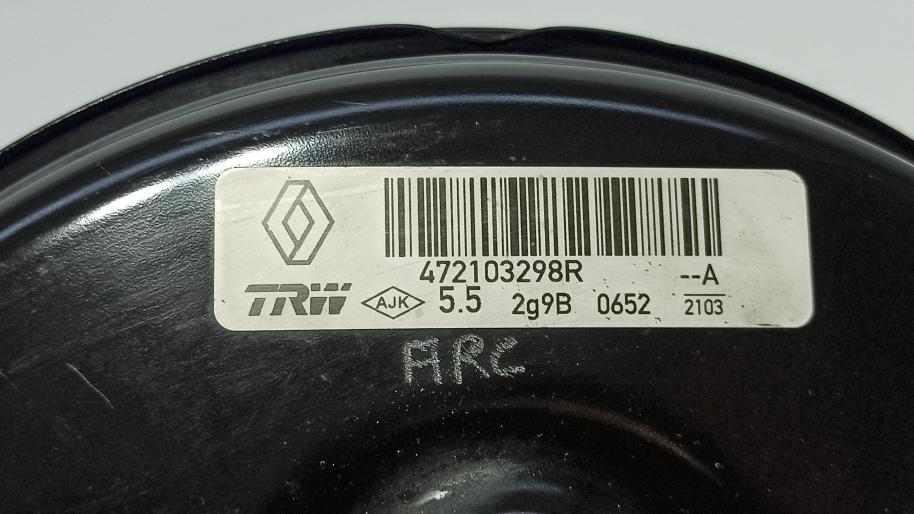 472103298R --A
TRW AJK 5.5 2g9B 0652 2103
ARC